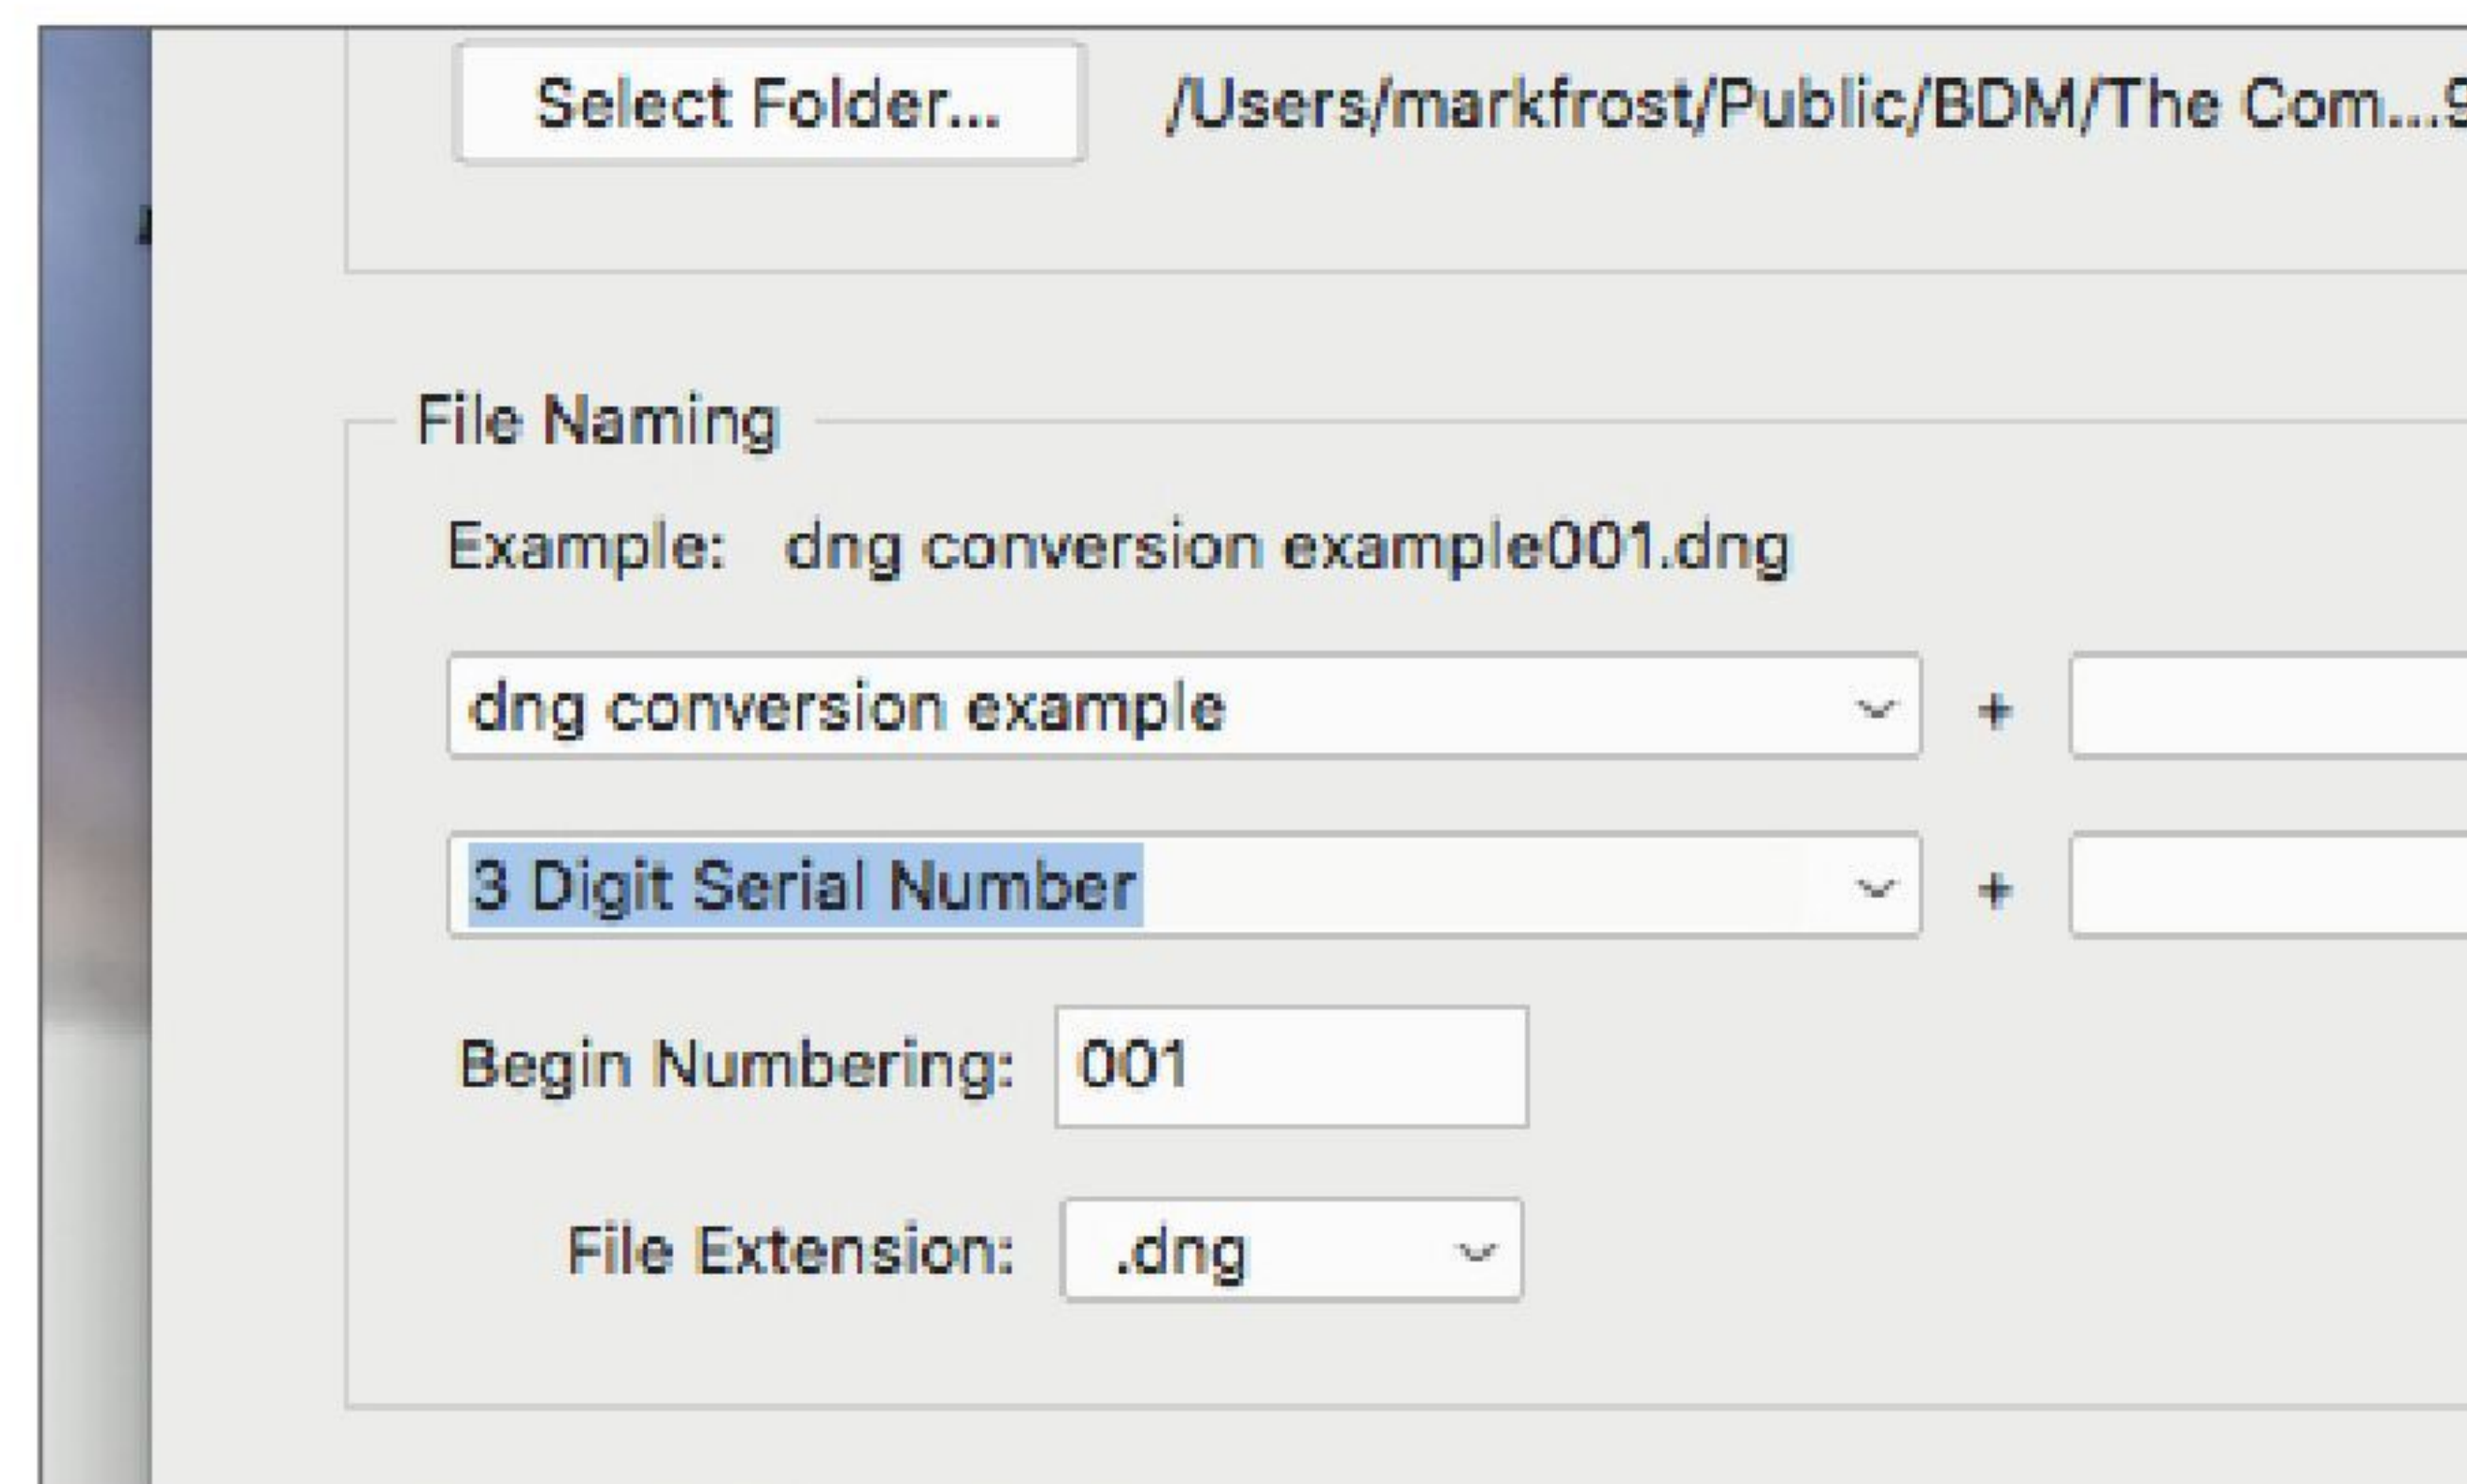 Select Folder... /Users/markfrost/Public/BDM/The Com...9
File Naming
Example: dng conversion example001.dng
dng conversion example +
3 Digit Serial Number +
Begin Numbering: 001
File Extension: .dng